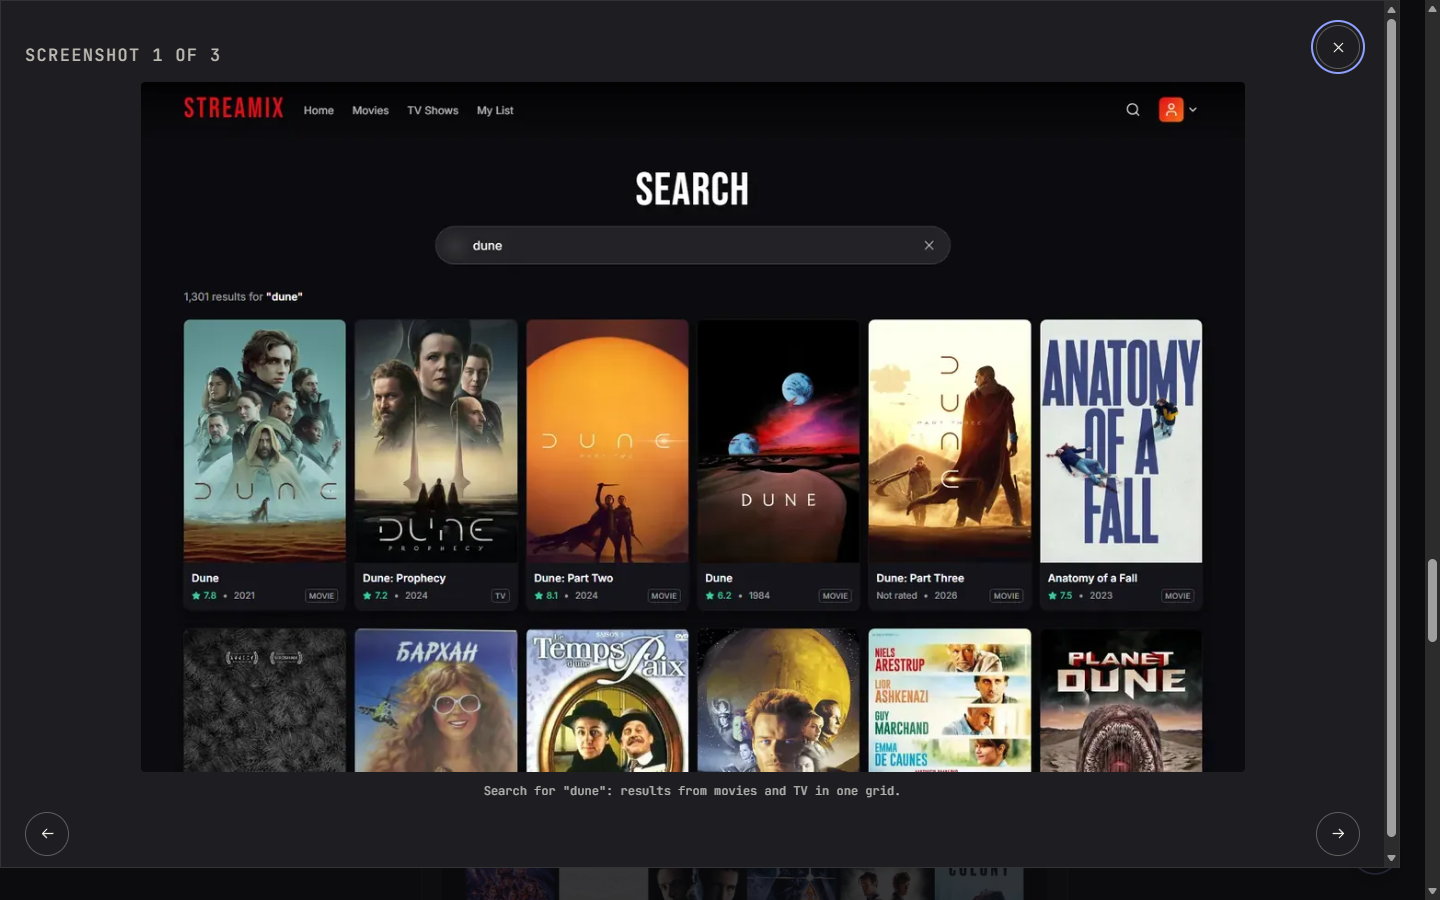 SCREENSHOT 1 OF 3
STREAMIX Home Movies TV Shows My List
SEARCH
dune
1,301 results for "dune"
DUNE
DUNE
PROPHECY
DUNE
DUNE
DUNE
PART THREE
ANATOMY
OF A
FALL
Dune
7.8 • 2021 MOVIE
Dune: Prophecy
7.2 • 2024 TV
Dune: Part Two
8.1 • 2024 MOVIE
Dune
6.2 • 1984 MOVIE
Dune: Part Three
Not rated • 2026 MOVIE
Anatomy of a Fall
7.5 • 2023 MOVIE
БАРХАН
Le Temps
d'une Paix
DVD
NIELS
ARESTRUP
LIOR
ASHKENAZI
GUY
MARCHAND
EMMA
DE CAUNES
PLANET
DUNE
Search for "dune": results from movies and TV in one grid.
COLONY